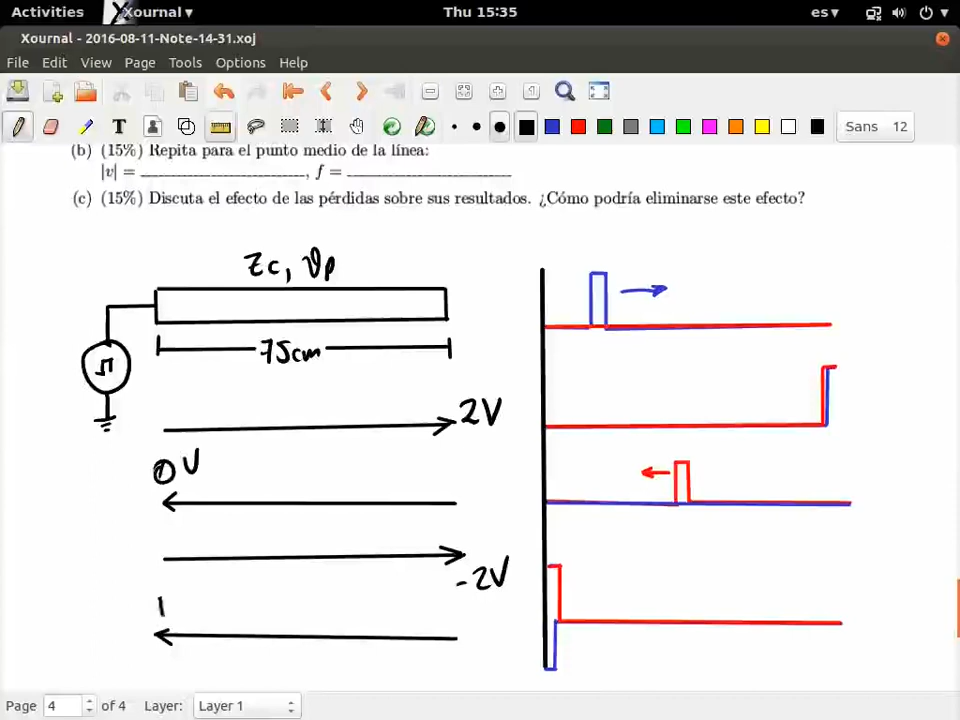 Activities
Xournal ▾
Thu 15:35
es ▾
Xournal - 2016-08-11-Note-14-31.xoj
File Edit View Page Tools Options Help
T
Sans 12
(b) (15%) Repita para el punto medio de la línea:
|v| = ____________, f = ____________
(c) (15%) Discuta el efecto de las pérdidas sobre sus resultados. ¿Cómo podría eliminarse este efecto?
Zc, υp
75cm
2V
0V
-2V
Page 4 of 4 Layer: Layer 1